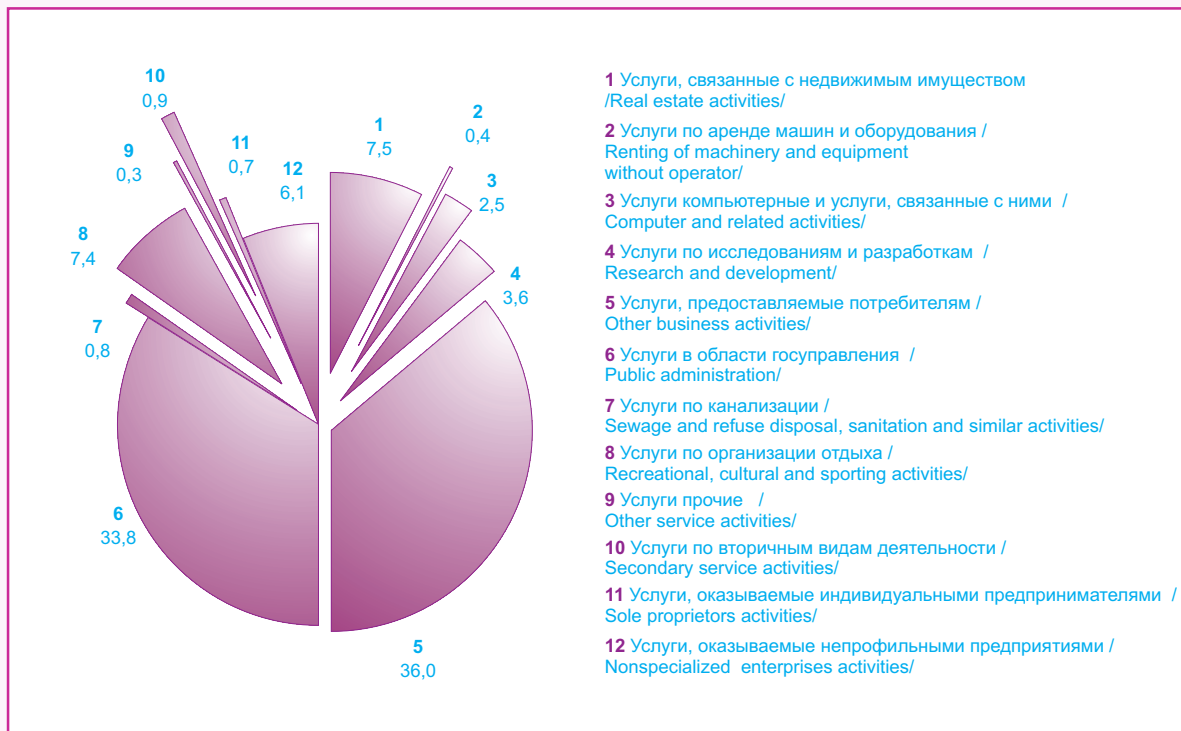 10
0,9
9
0,3
11
0,7
12
6,1
1
7,5
2
0,4
3
2,5
8
7,4
4
3,6
7
0,8
6
33,8
5
36,0
1 Услуги, связанные с недвижимым имуществом
/Real estate activities/
2 Услуги по аренде машин и оборудования /
Renting of machinery and equipment
without operator/
3 Услуги компьютерные и услуги, связанные с ними /
Computer and related activities/
4 Услуги по исследованиям и разработкам /
Research and development/
5 Услуги, предоставляемые потребителям /
Other business activities/
6 Услуги в области госуправления /
Public administration/
7 Услуги по канализации /
Sewage and refuse disposal, sanitation and similar activities/
8 Услуги по организации отдыха /
Recreational, cultural and sporting activities/
9 Услуги прочие /
Other service activities/
10 Услуги по вторичным видам деятельности /
Secondary service activities/
11 Услуги, оказываемые индивидуальными предпринимателями /
Sole proprietors activities/
12 Услуги, оказываемые непрофильными предприятиями /
Nonspecialized enterprises activities/